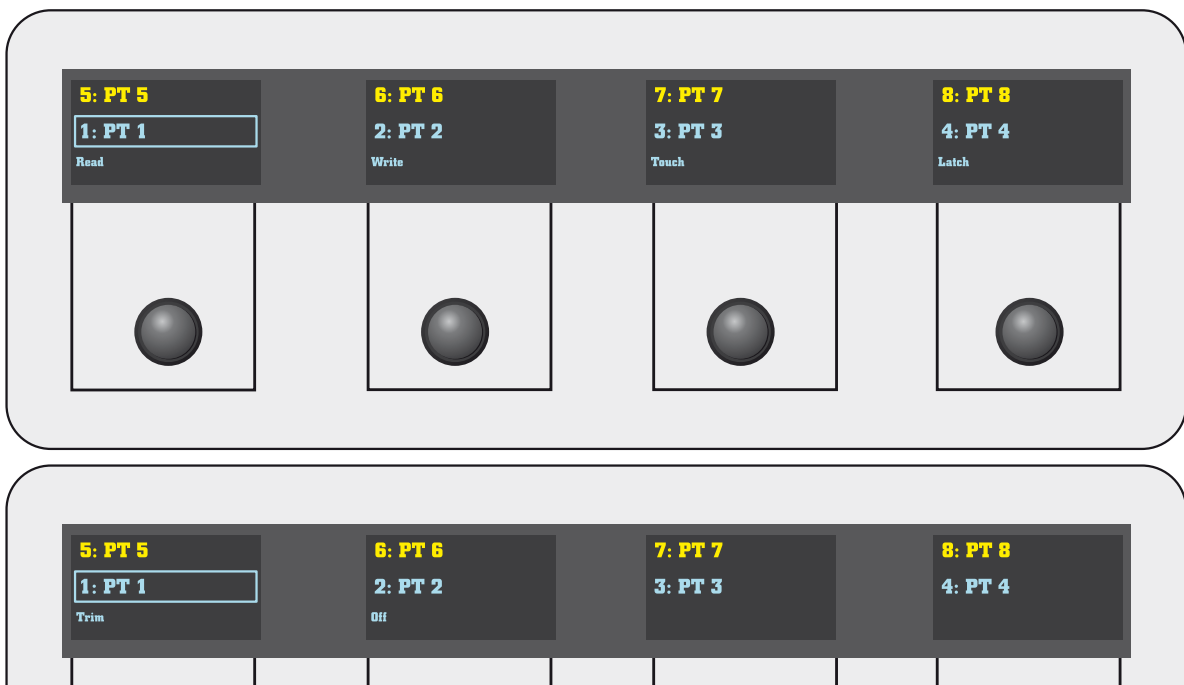 5: PT 5 6: PT 6 7: PT 7 8: PT 8
1: PT 1 2: PT 2 3: PT 3 4: PT 4
Read Write Touch Latch
5: PT 5 6: PT 6 7: PT 7 8: PT 8
1: PT 1 2: PT 2 3: PT 3 4: PT 4
Trim Off